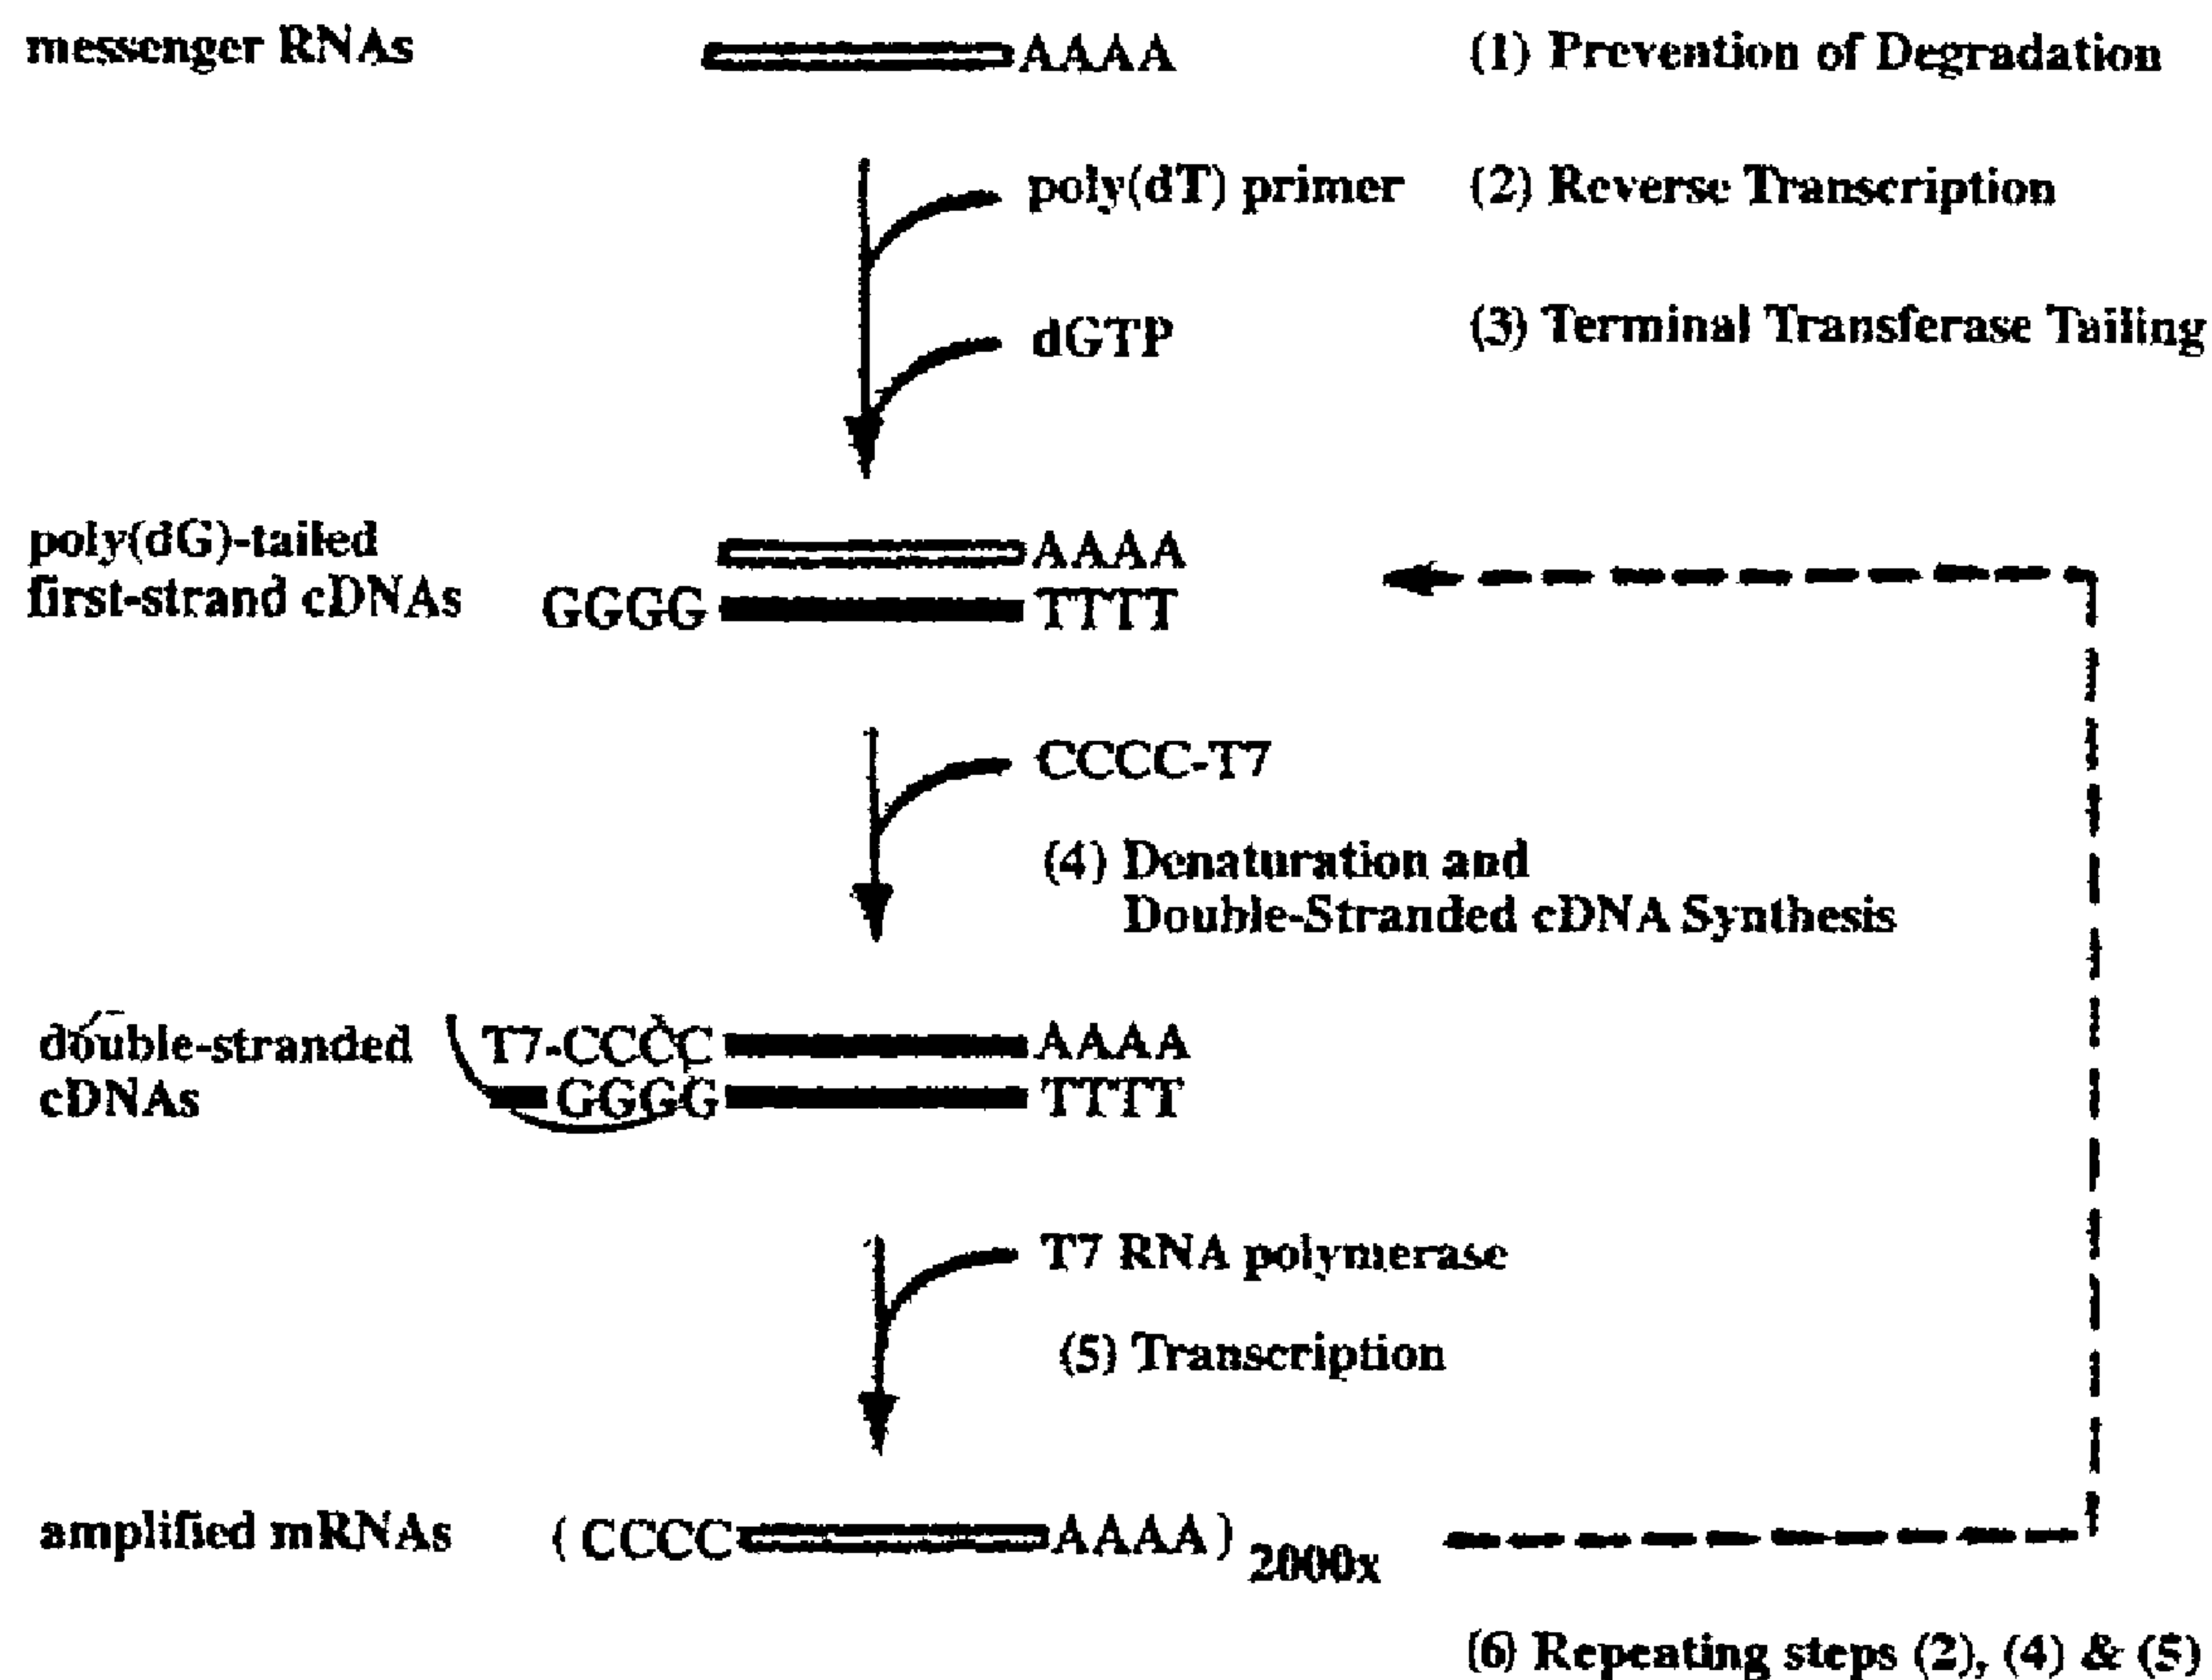 messenger RNAs
AAAA
(1) Prevention of Degradation
poly(dT) primer
(2) Reverse Transcription
dGTP
(3) Terminal Transferase Tailing
poly(dG)-tailed
first-strand cDNAs
AAAA
GGGG
TTTT
CCCC-T7
(4) Denaturation and
Double-Stranded cDNA Synthesis
double-stranded
cDNAs
T7-CCCC
AAAA
GGGG
TTTT
T7 RNA polymerase
(5) Transcription
amplified mRNAs
(CCCC
AAAA)2000x
(6) Repeating steps (2), (4) & (5)